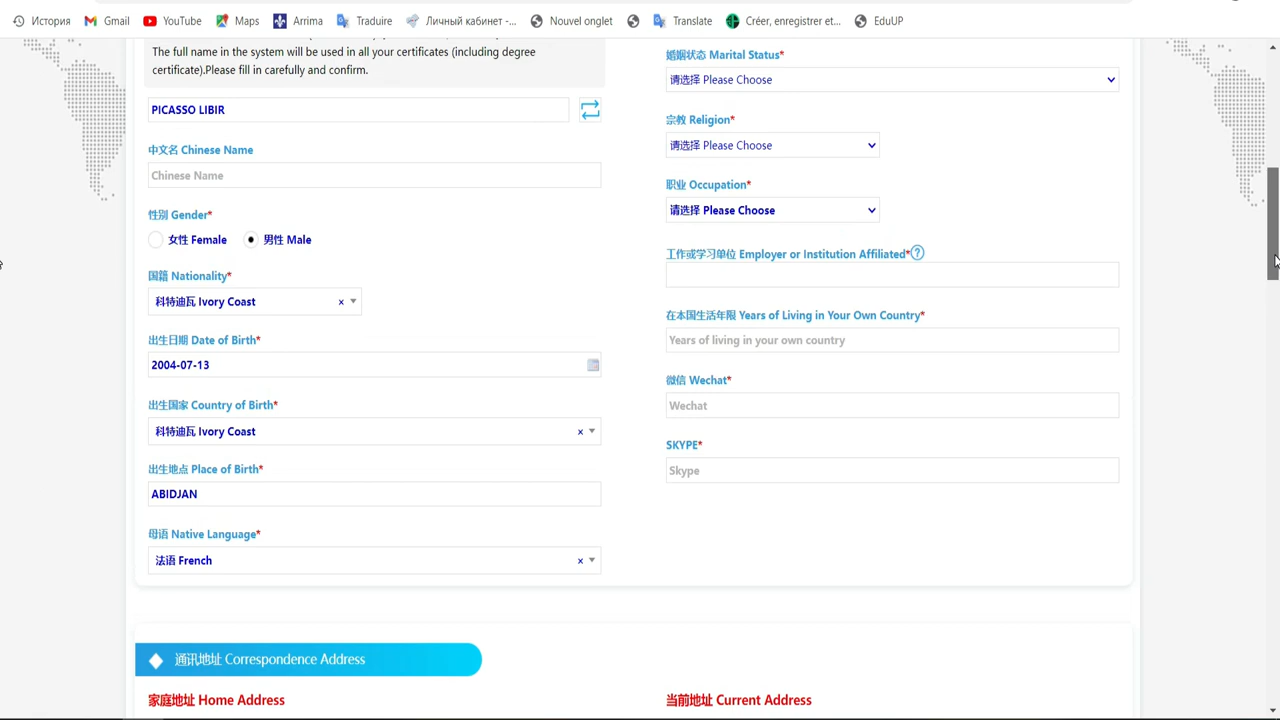 История Gmail YouTube Maps Arrima Traduire Личный кабинет -... Nouvel onglet Translate Créer, enregistrer et... EduUP
The full name in the system will be used in all your certificates (including degree
certificate).Please fill in carefully and confirm.
PICASSO LIBIR
中文名 Chinese Name
Chinese Name
性别 Gender*
女性 Female 男性 Male
国籍 Nationality*
科特迪瓦 Ivory Coast ×
出生日期 Date of Birth*
2004-07-13
出生国家 Country of Birth*
科特迪瓦 Ivory Coast ×
出生地点 Place of Birth*
ABIDJAN
母语 Native Language*
法语 French ×
婚姻状态 Marital Status*
请选择 Please Choose
宗教 Religion*
请选择 Please Choose
职业 Occupation*
请选择 Please Choose
工作或学习单位 Employer or Institution Affiliated* ?
在本国生活年限 Years of Living in Your Own Country*
Years of living in your own country
微信 Wechat*
Wechat
SKYPE*
Skype
通讯地址 Correspondence Address
家庭地址 Home Address
当前地址 Current Address